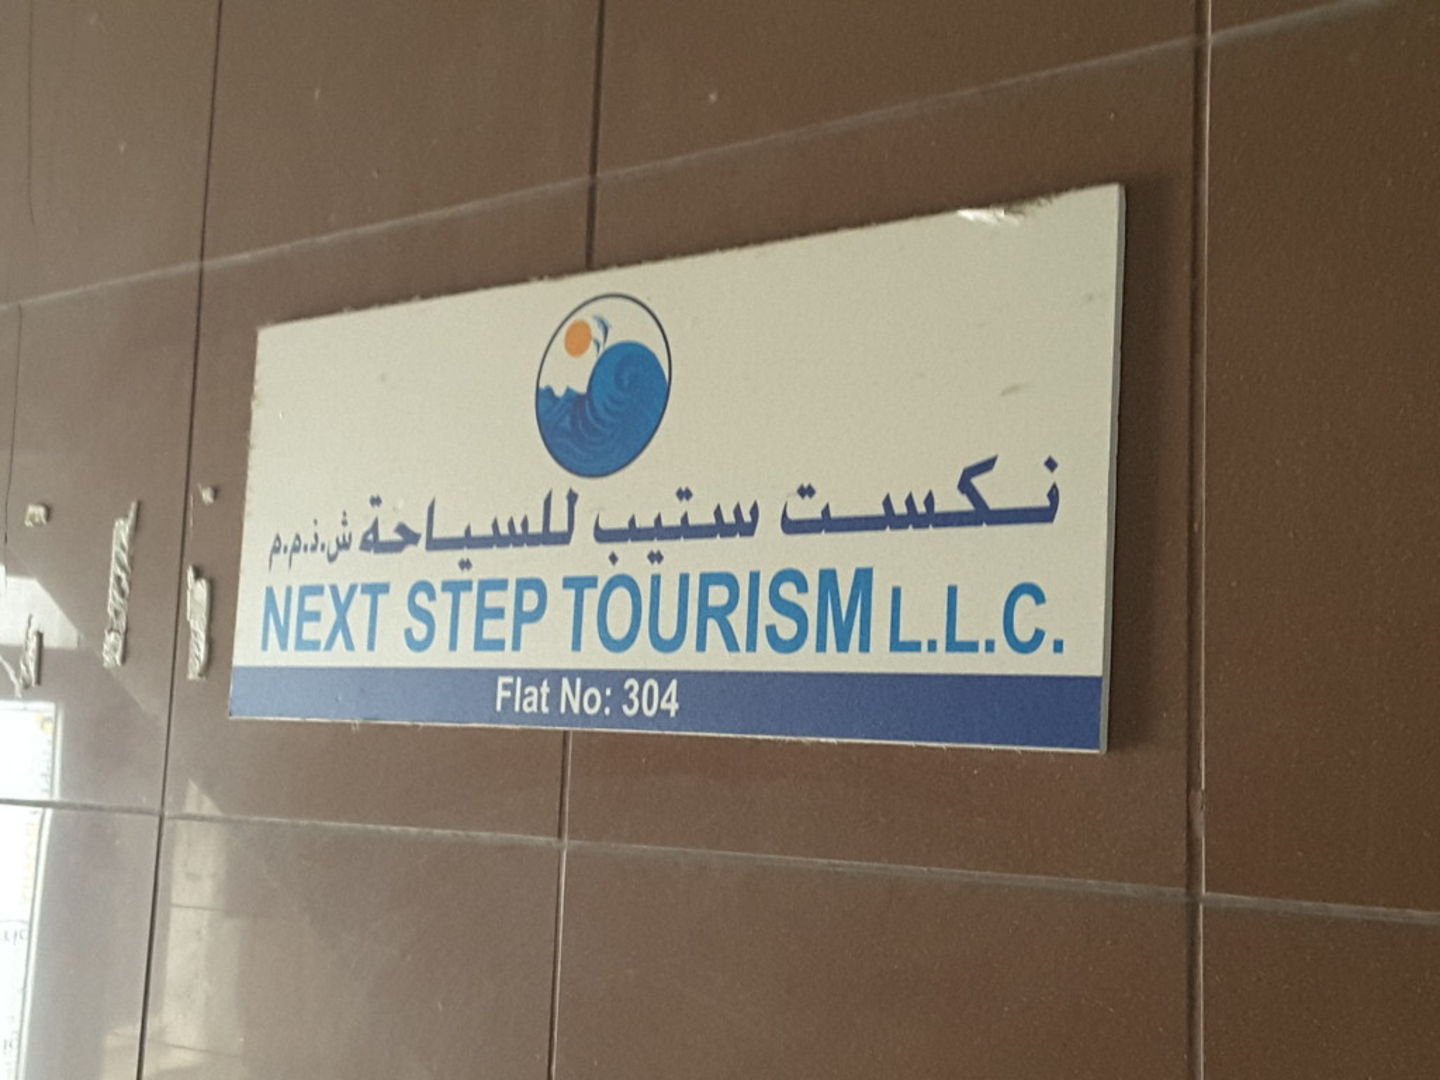 نكست ستيب للسياحة ش.ذ.م.م
NEXT STEP TOURISM L.L.C.
Flat No: 304